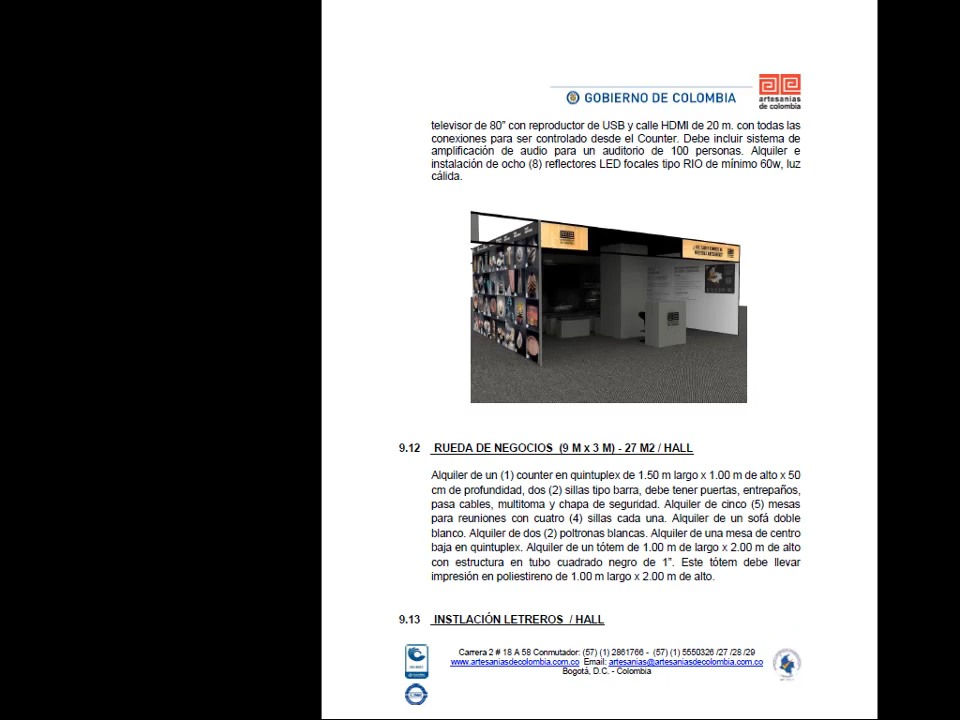 GOBIERNO DE COLOMBIA
artesanías
de colombia
televisor de 80” con reproductor de USB y calle HDMI de 20 m. con todas las
conexiones para ser controlado desde el Counter. Debe incluir sistema de
amplificación de audio para un auditorio de 100 personas. Alquiler e
instalación de ocho (8) reflectores LED focales tipo RIO de mínimo 60w, luz
cálida.
9.12 RUEDA DE NEGOCIOS (9 M x 3 M) - 27 M2 / HALL
Alquiler de un (1) counter en quintuplex de 1.50 m largo x 1.00 m de alto x 50
cm de profundidad, dos (2) sillas tipo barra, debe tener puertas, entrepaños,
pasa cables, multitoma y chapa de seguridad. Alquiler de cinco (5) mesas
para reuniones con cuatro (4) sillas cada una. Alquiler de un sofá doble
blanco. Alquiler de dos (2) poltronas blancas. Alquiler de una mesa de centro
baja en quintuplex. Alquiler de un tótem de 1.00 m de largo x 2.00 m de alto
con estructura en tubo cuadrado negro de 1”. Este tótem debe llevar
impresión en poliestireno de 1.00 m largo x 2.00 m de alto.
9.13 INSTLACIÓN LETREROS / HALL
Carrera 2 # 18 A 58 Conmutador: (57) (1) 2861766 - (57) (1) 5550326 /27 /28 /29
www.artesaniasdecolombia.com.co Email: artesanias@artesaniasdecolombia.com.co
Bogotá, D.C. - Colombia